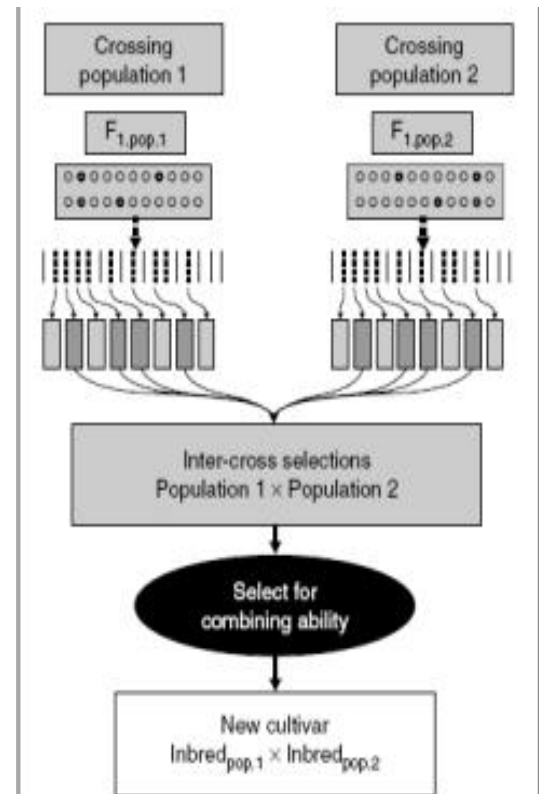 Crossing
population 1
Crossing
population 2
F1,pop.1
F1,pop.2
Inter-cross selections
Population 1 × Population 2
Select for
combining ability
New cultivar
Inbredpop.1 × Inbredpop.2